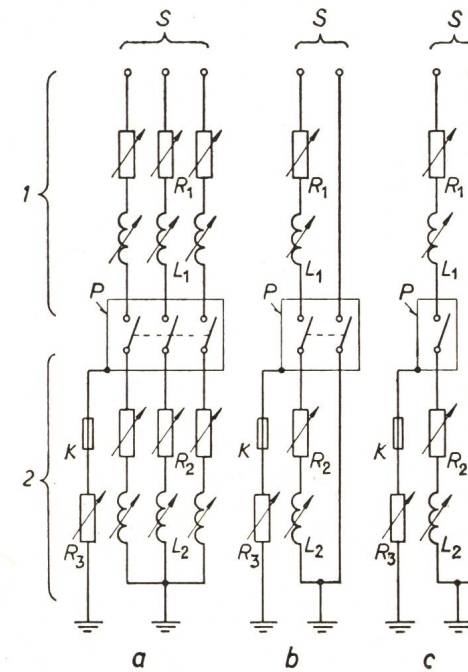 S S S
R1 R1 R1
1
L1 L1 L1
P P P
K R2 K R2 K R2
2
R3 L2 R3 L2 R3 L2
a b c